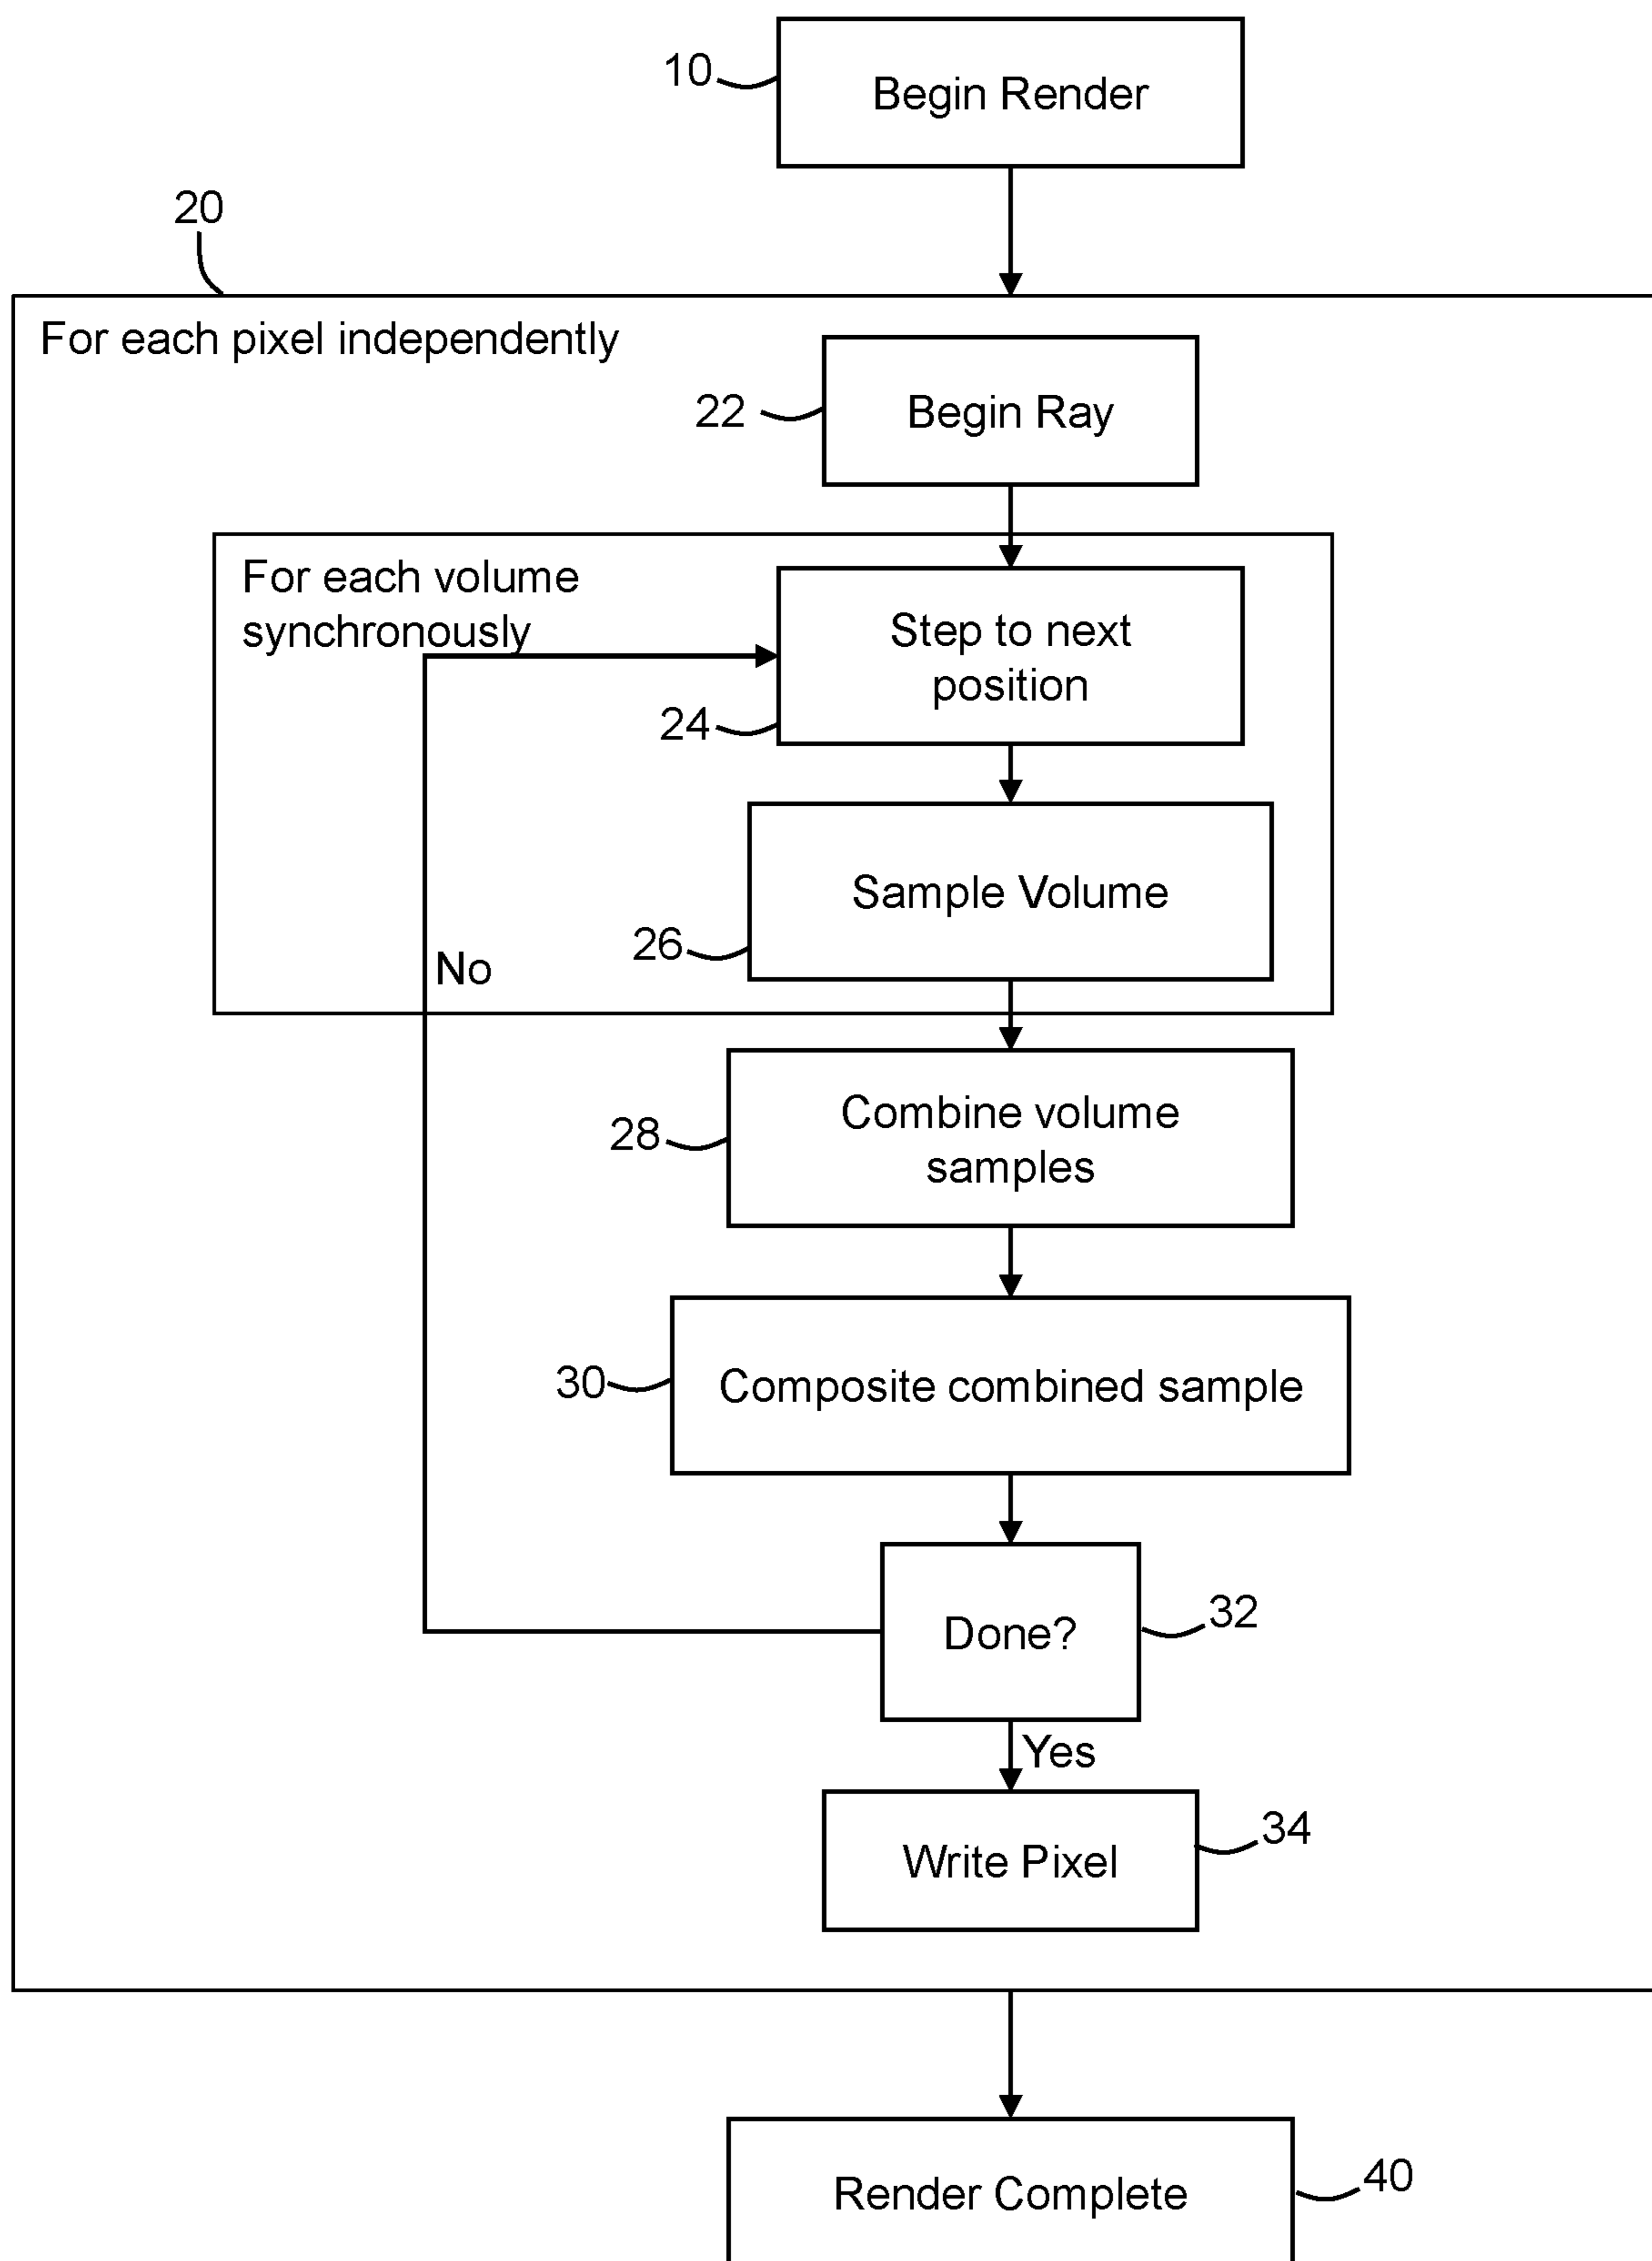 10
Begin Render
20
For each pixel independently
22
Begin Ray
For each volume
synchronously
Step to next
position
24
Sample Volume
26
No
Combine volume
samples
28
30
Composite combined sample
Done?
32
Yes
34
Write Pixel
40
Render Complete